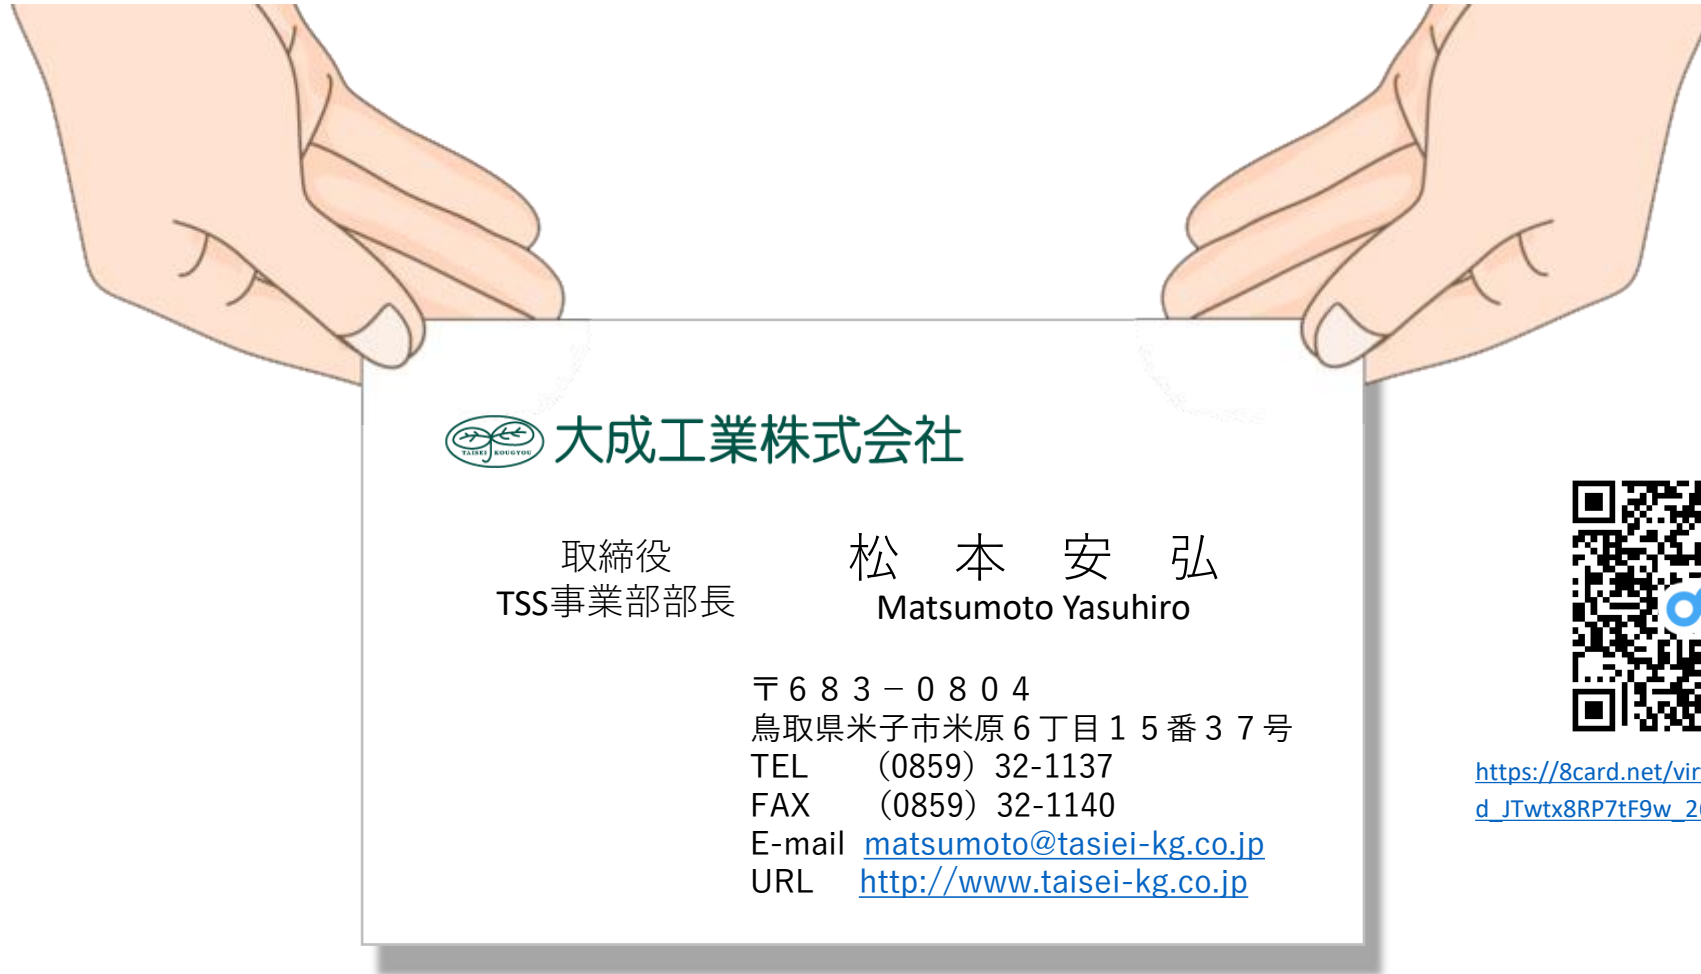 TAISEI KOUGYOU
大成工業株式会社
取締役
TSS事業部部長
松 本 安 弘
Matsumoto Yasuhiro
〒６８３－０８０４
鳥取県米子市米原６丁目１５番３７号
TEL （0859）32-1137
FAX （0859）32-1140
E-mail matsumoto@tasiei-kg.co.jp
URL http://www.taisei-kg.co.jp
https://8card.net/vir
d_JTwtx8RP7tF9w_2